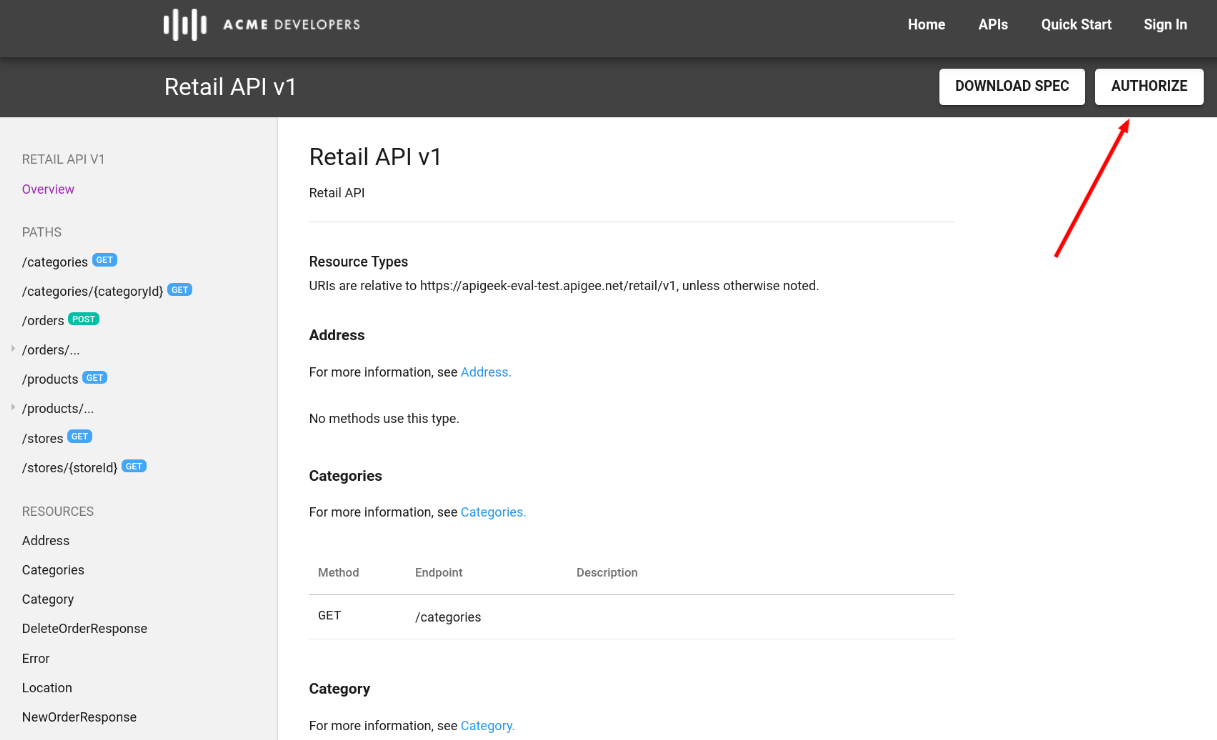 ACME DEVELOPERS
Home APIs Quick Start Sign In
Retail API v1
DOWNLOAD SPEC AUTHORIZE
RETAIL API V1
Overview
PATHS
/categories GET
/categories/{categoryId} GET
/orders POST
/orders/...
/products GET
/products/...
/stores GET
/stores/{storeId} GET
RESOURCES
Address
Categories
Category
DeleteOrderResponse
Error
Location
NewOrderResponse
Retail API v1
Retail API
Resource Types
URIs are relative to https://apigeek-eval-test.apigee.net/retail/v1, unless otherwise noted.
Address
For more information, see Address.
No methods use this type.
Categories
For more information, see Categories.
Method Endpoint Description
GET /categories
Category
For more information, see Category.